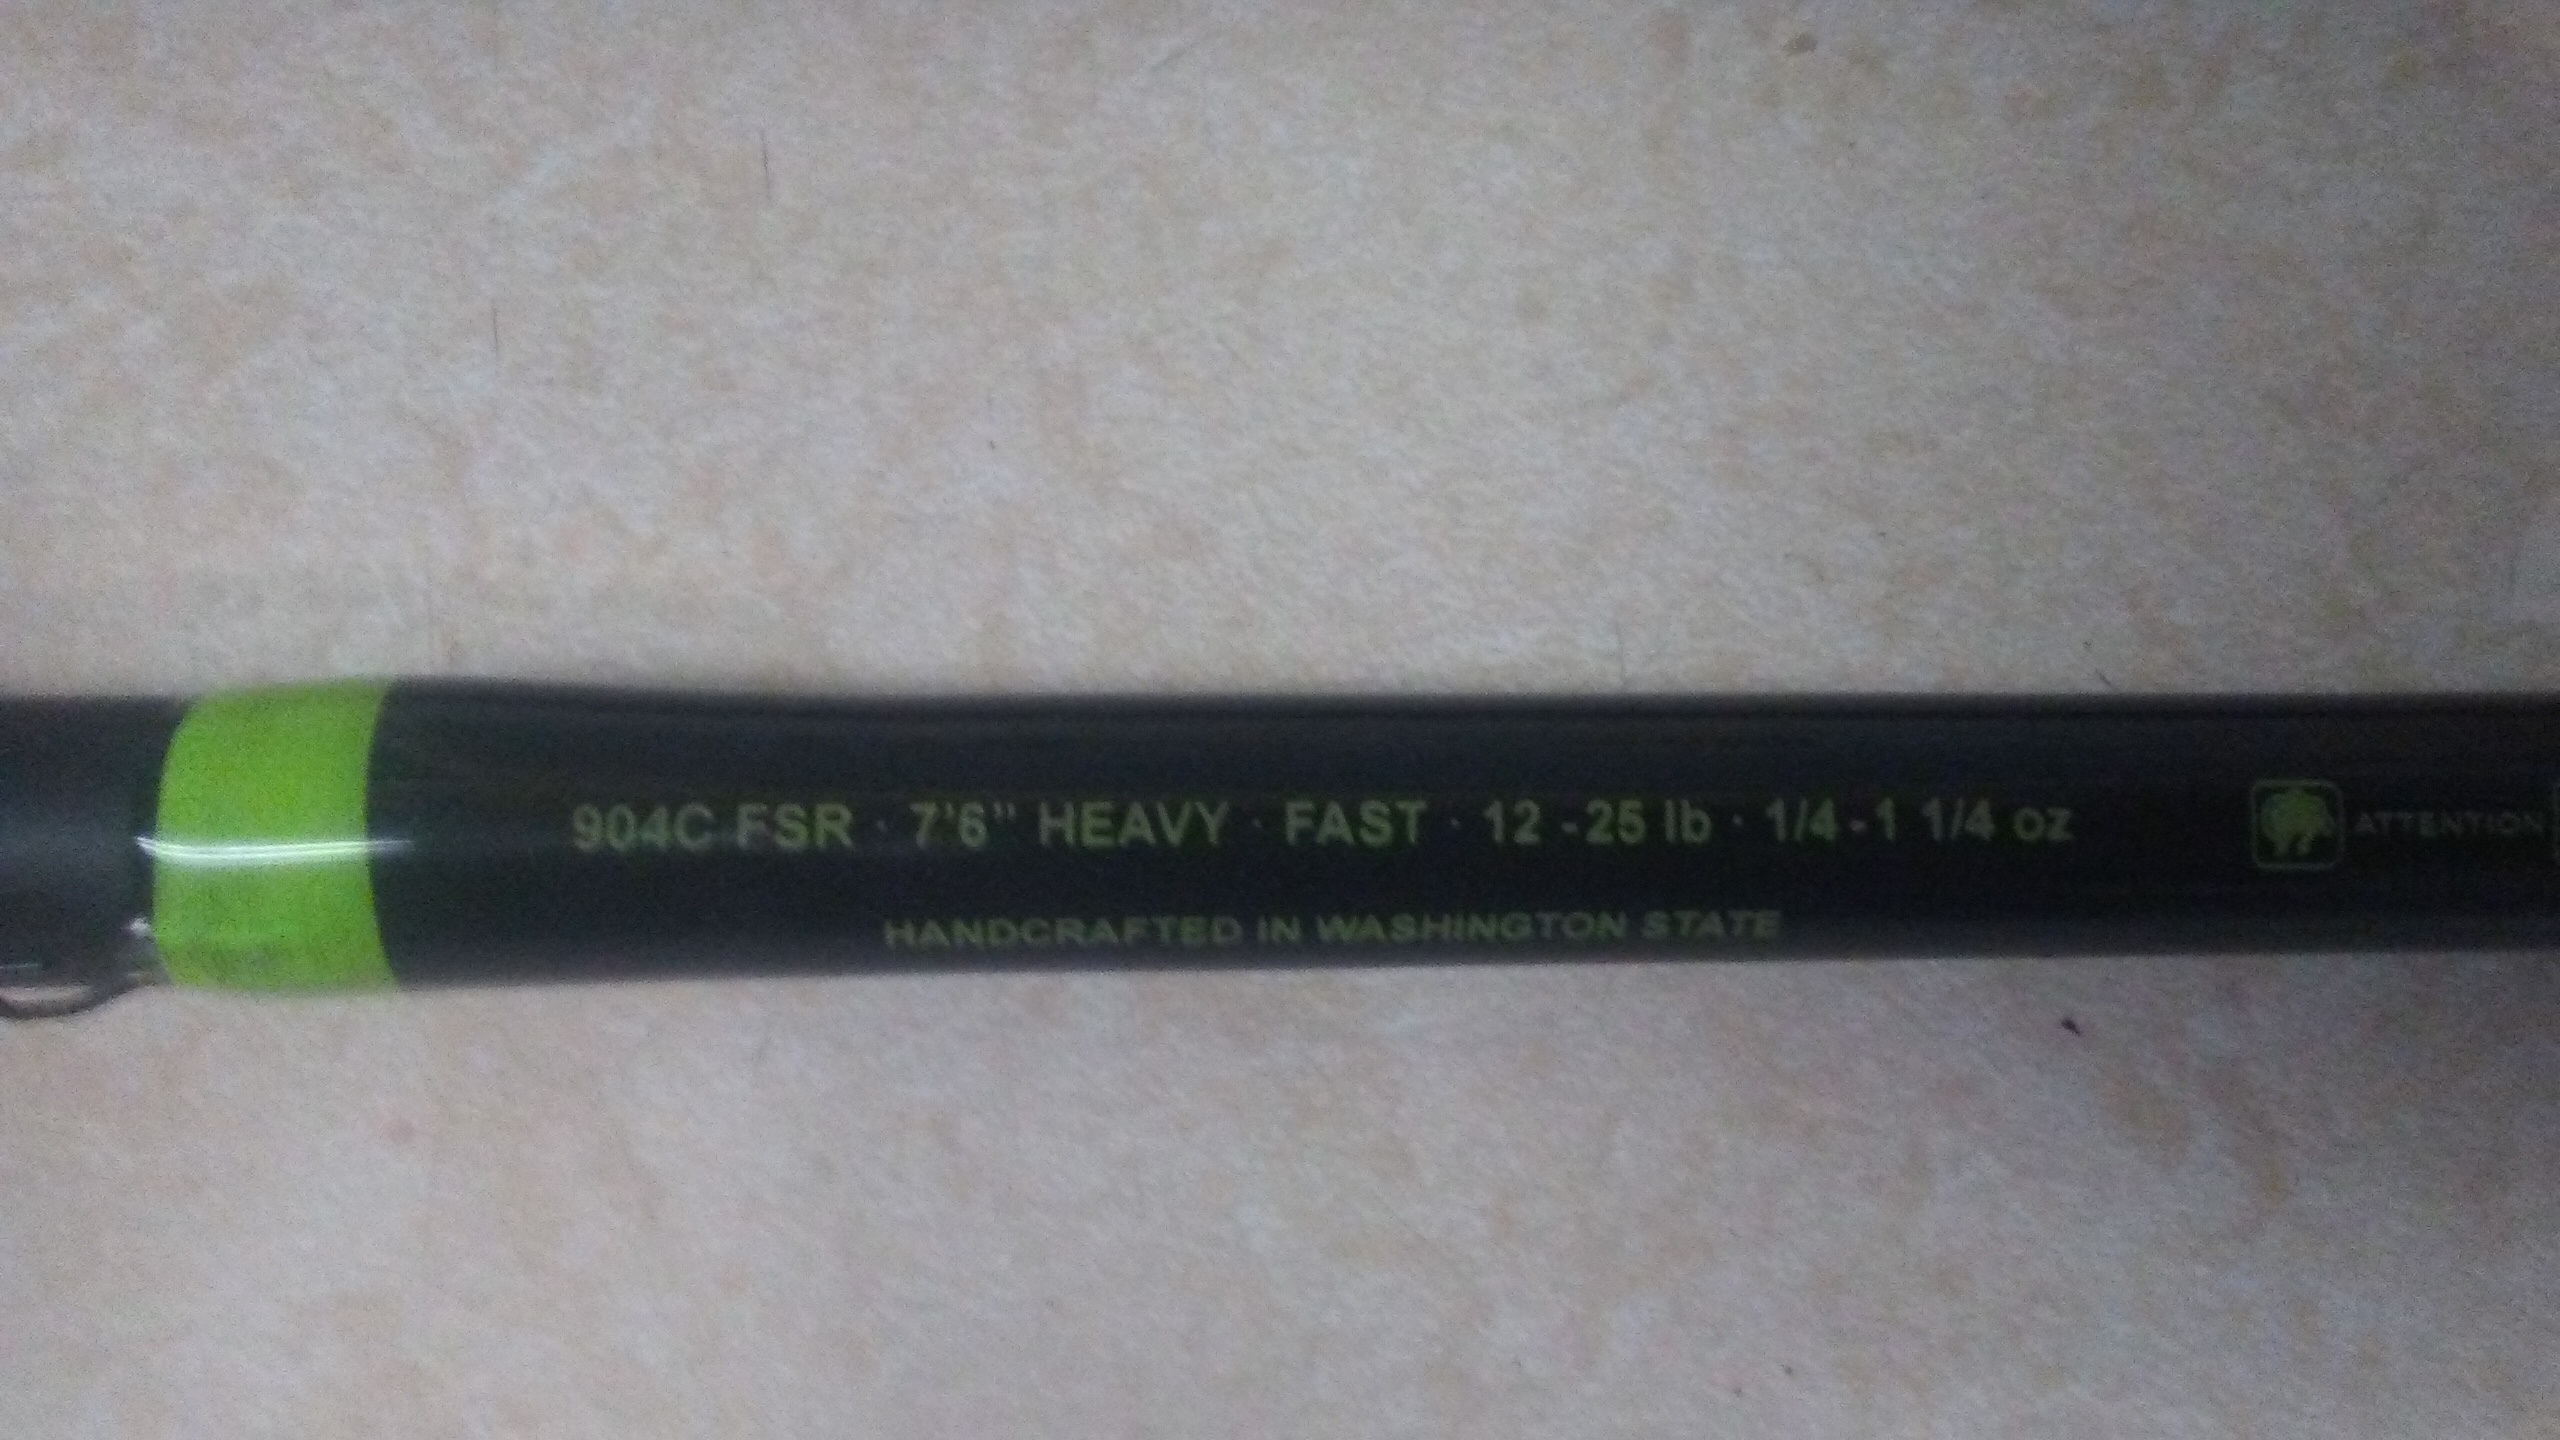 904C FSR · 7'6" HEAVY · FAST · 12 -25 lb · 1/4-1 1/4 oz
ATTENTION
HANDCRAFTED IN WASHINGTON STATE